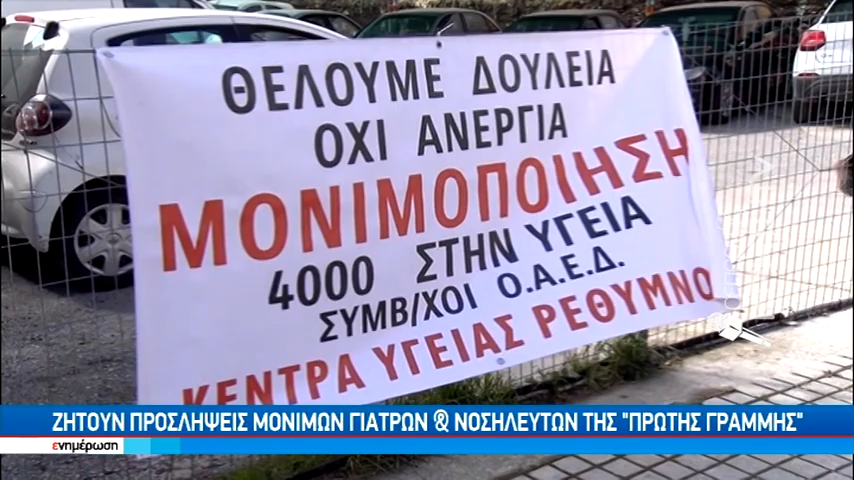 ΘΕΛΟΥΜΕ ΔΟΥΛΕΙΑ
ΟΧΙ ΑΝΕΡΓΙΑ
ΜΟΝΙΜΟΠΟΙΗΣΗ
4000 ΣΤΗΝ ΥΓΕΙΑ
ΣΥΜΒ/ΧΟΙ Ο.Α.Ε.Δ.
ΚΕΝΤΡΑ ΥΓΕΙΑΣ ΡΕΘΥΜΝΟ
ΖΗΤΟΥΝ ΠΡΟΣΛΗΨΕΙΣ ΜΟΝΙΜΩΝ ΓΙΑΤΡΩΝ & ΝΟΣΗΛΕΥΤΩΝ ΤΗΣ "ΠΡΩΤΗΣ ΓΡΑΜΜΗΣ"
ενημέρωση